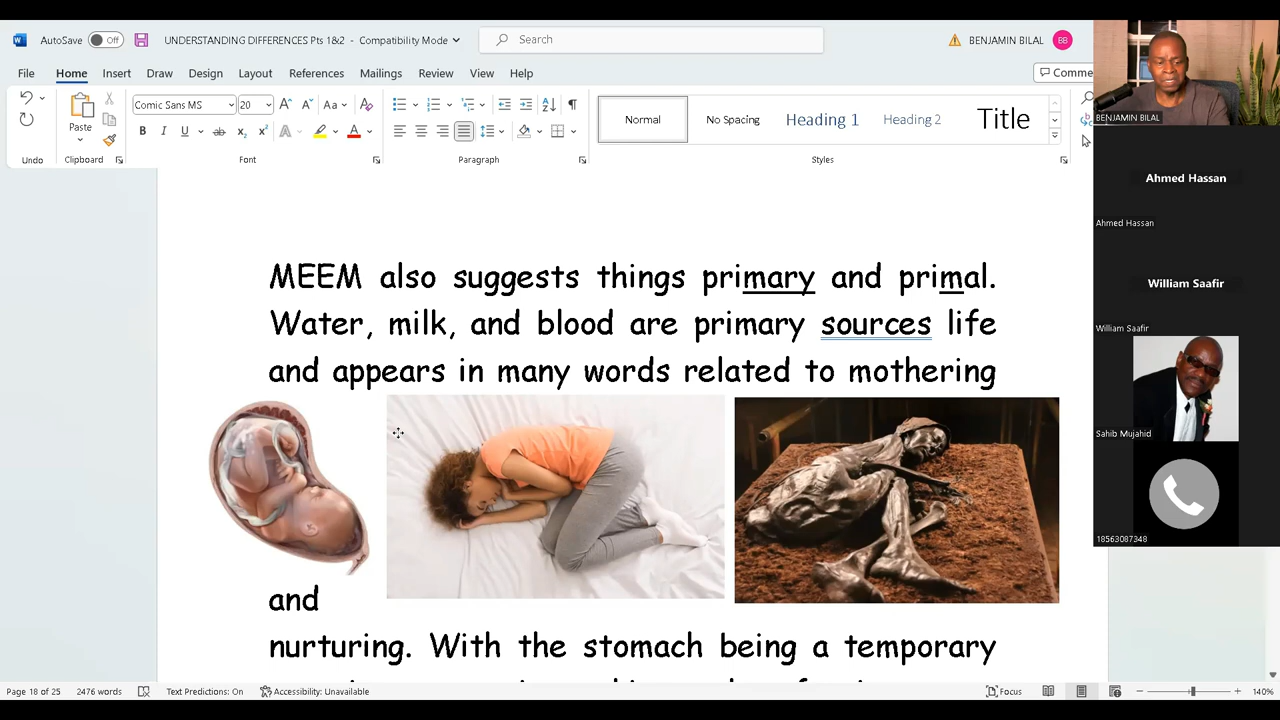 AutoSave Off UNDERSTANDING DIFFERENCES Pts 1&2 - Compatibility Mode Search BENJAMIN BILAL BB
File Home Insert Draw Design Layout References Mailings Review View Help Comme
Comic Sans MS 20 Aa
Paste
B I U ab x₂ x² A A
Normal No Spacing Heading 1 Heading 2 Title
Undo Clipboard Font Paragraph Styles
BENJAMIN BILAL
Ahmed Hassan
Ahmed Hassan
William Saafir
William Saafir
Sahib Mujahid
18563087348
MEEM also suggests things primary and primal.
Water, milk, and blood are primary sources life
and appears in many words related to mothering
and
nurturing. With the stomach being a temporary
Page 18 of 25 2476 words Text Predictions: On Accessibility: Unavailable Focus 140%